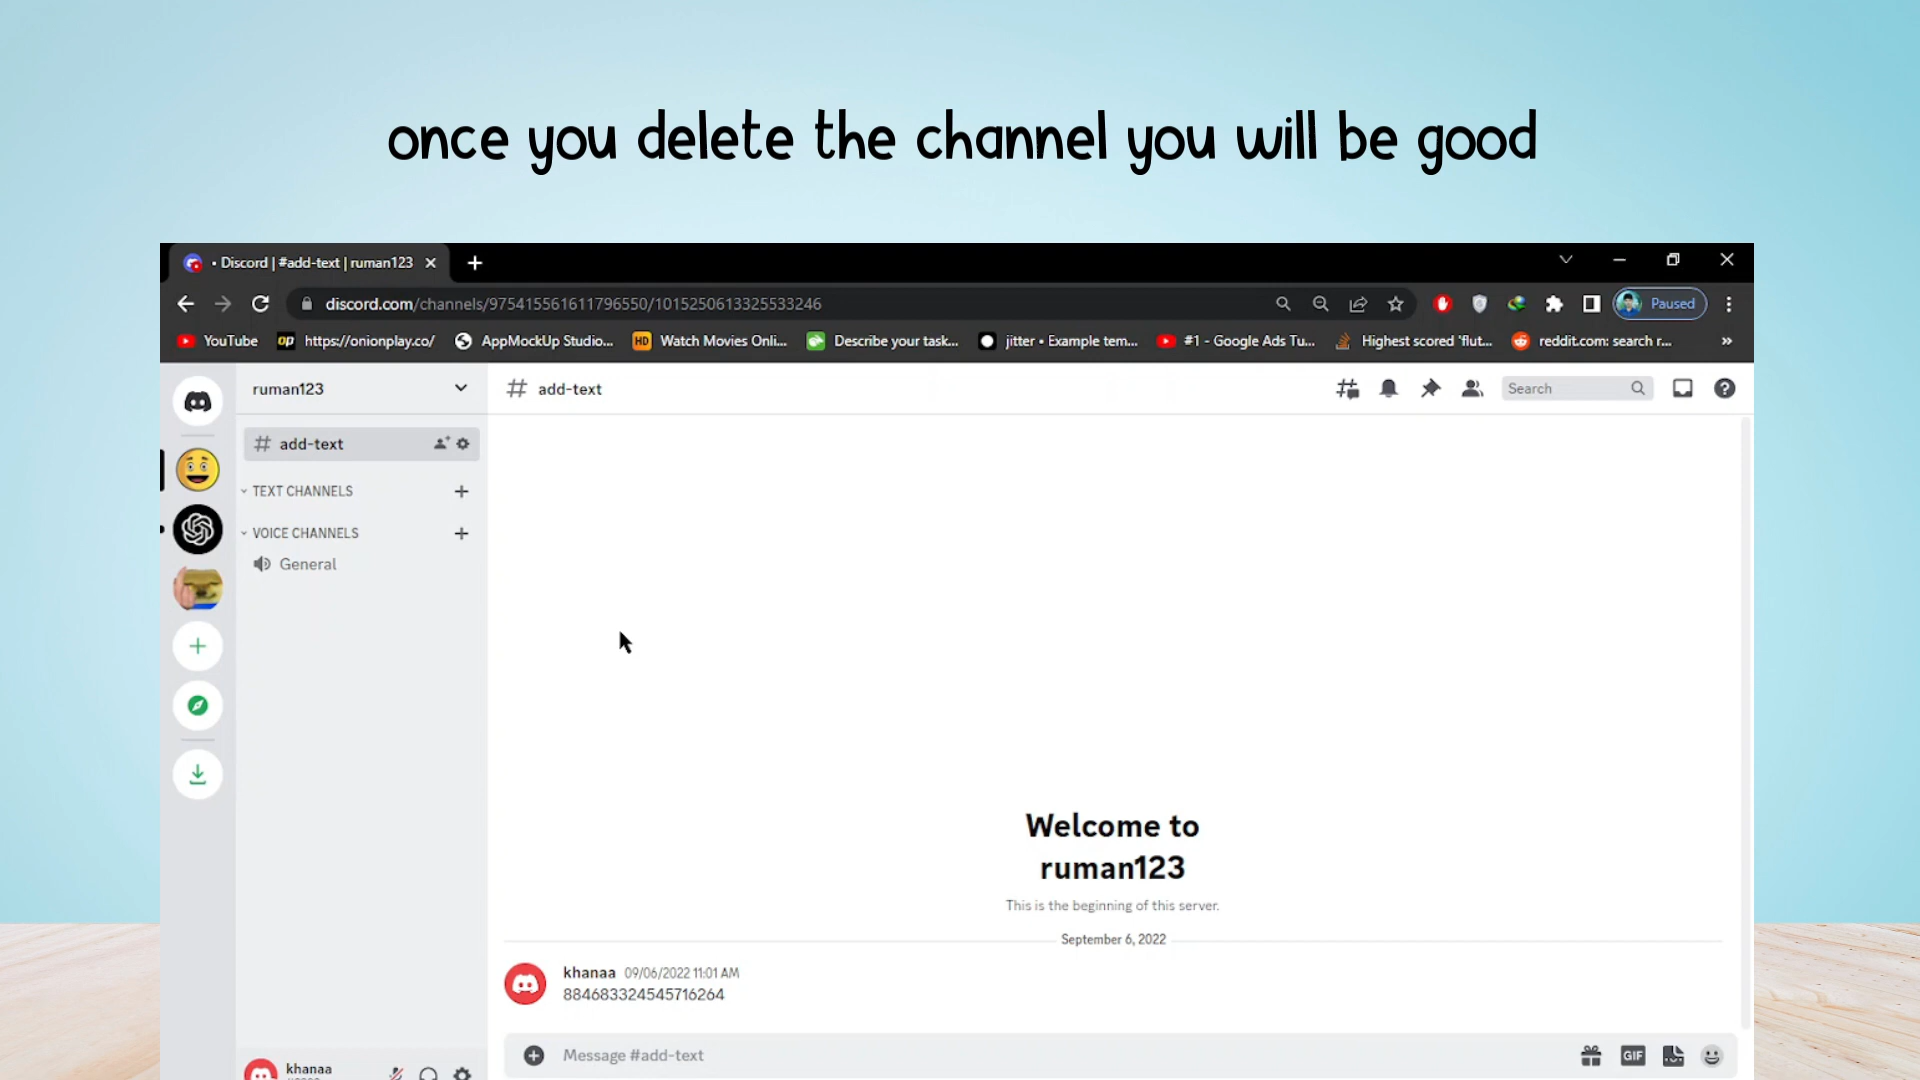 once you delete the channel you will be good
• Discord | #add-text | ruman123
discord.com/channels/975415561611796550/1015250613325533246
Paused
YouTube
op https://onionplay.co/
AppMockUp Studio...
HD Watch Movies Onli...
Describe your task...
jitter • Example tem...
#1 - Google Ads Tu...
Highest scored 'flut...
reddit.com: search r...
»
ruman123
# add-text
Search
# add-text
TEXT CHANNELS
VOICE CHANNELS
General
Welcome to
ruman123
This is the beginning of this server.
September 6, 2022
khanaa 09/06/2022 11:01 AM
884683324545716264
Message #add-text
GIF
khanaa